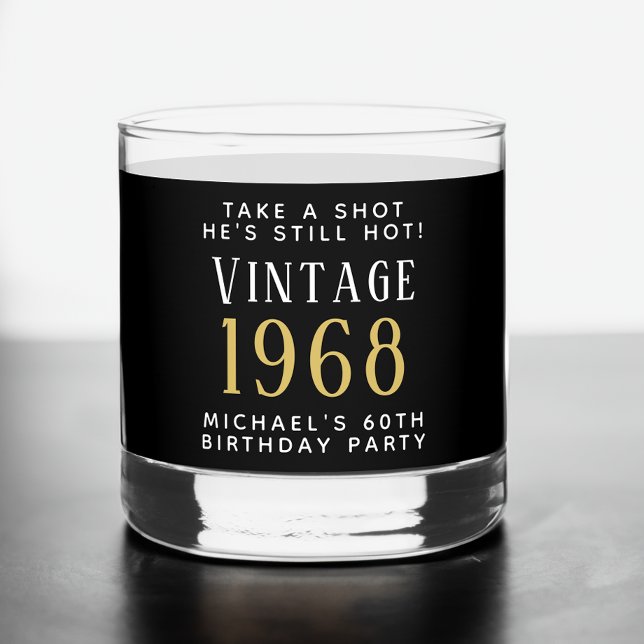 TAKE A SHOT
HE'S STILL HOT!
VINTAGE
1968
MICHAEL'S 60TH
BIRTHDAY PARTY